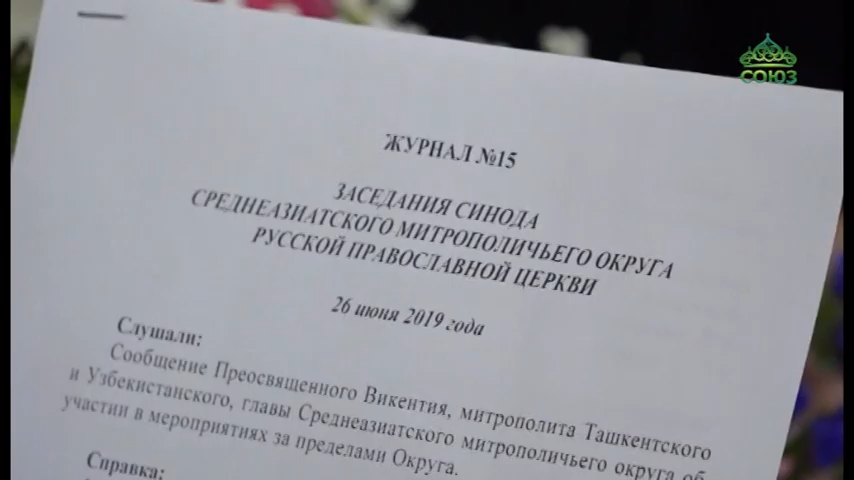 СОЮЗ
ЖУРНАЛ №15
ЗАСЕДАНИЯ СИНОДА
СРЕДНЕАЗИАТСКОГО МИТРОПОЛИЧЬЕГО ОКРУГА
РУССКОЙ ПРАВОСЛАВНОЙ ЦЕРКВИ
26 июня 2019 года
Слушали:
Сообщение Преосвященного Викентия, митрополита Ташкентского
и Узбекистанского, главы Среднеазиатского митрополичьего округа об
участии в мероприятиях за пределами Округа.
Справка: